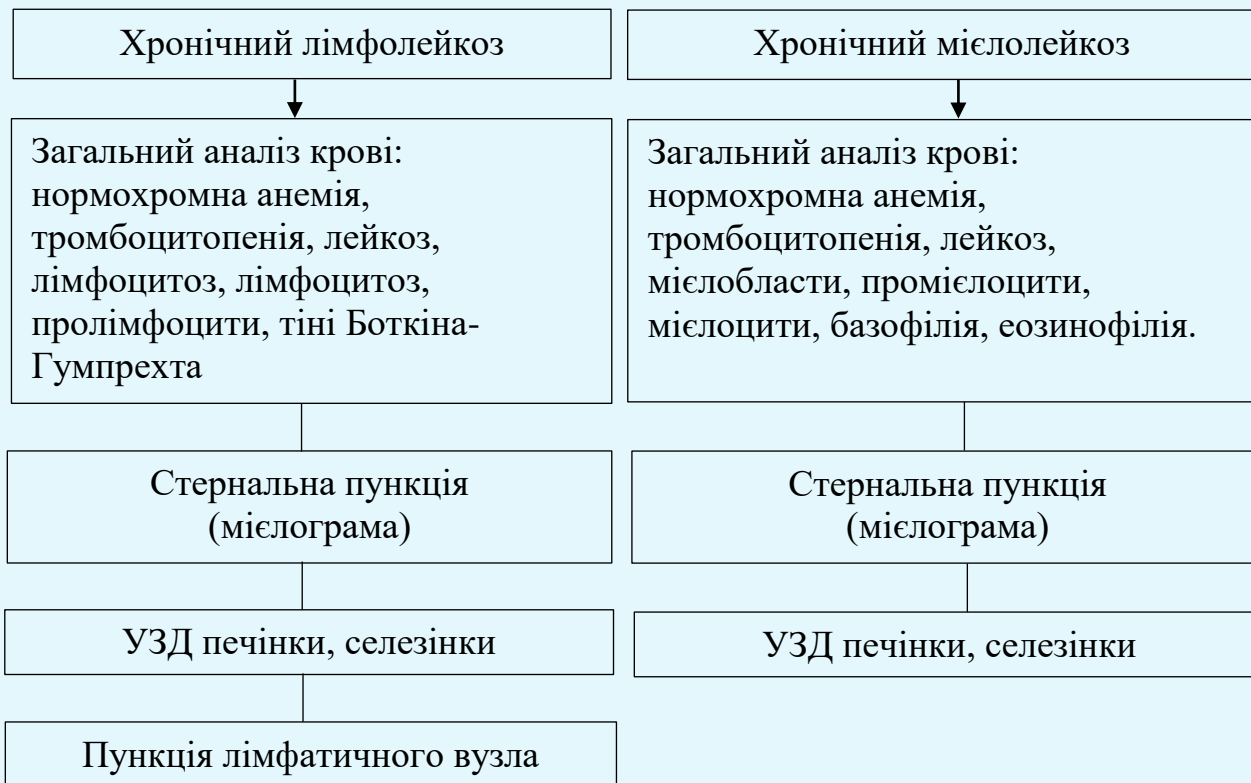 Хронічний лімфолейкоз
Загальний аналіз крові:
нормохромна анемія,
тромбоцитопенія, лейкоз,
лімфоцитоз, лімфоцитоз,
пролімфоцити, тіні Боткіна-
Гумпрехта
Стернальна пункція
(мієлограма)
УЗД печінки, селезінки
Пункція лімфатичного вузла
Хронічний мієлолейкоз
Загальний аналіз крові:
нормохромна анемія,
тромбоцитопенія, лейкоз,
мієлобласти, промієлоцити,
мієлоцити, базофілія, еозинофілія.
Стернальна пункція
(мієлограма)
УЗД печінки, селезінки